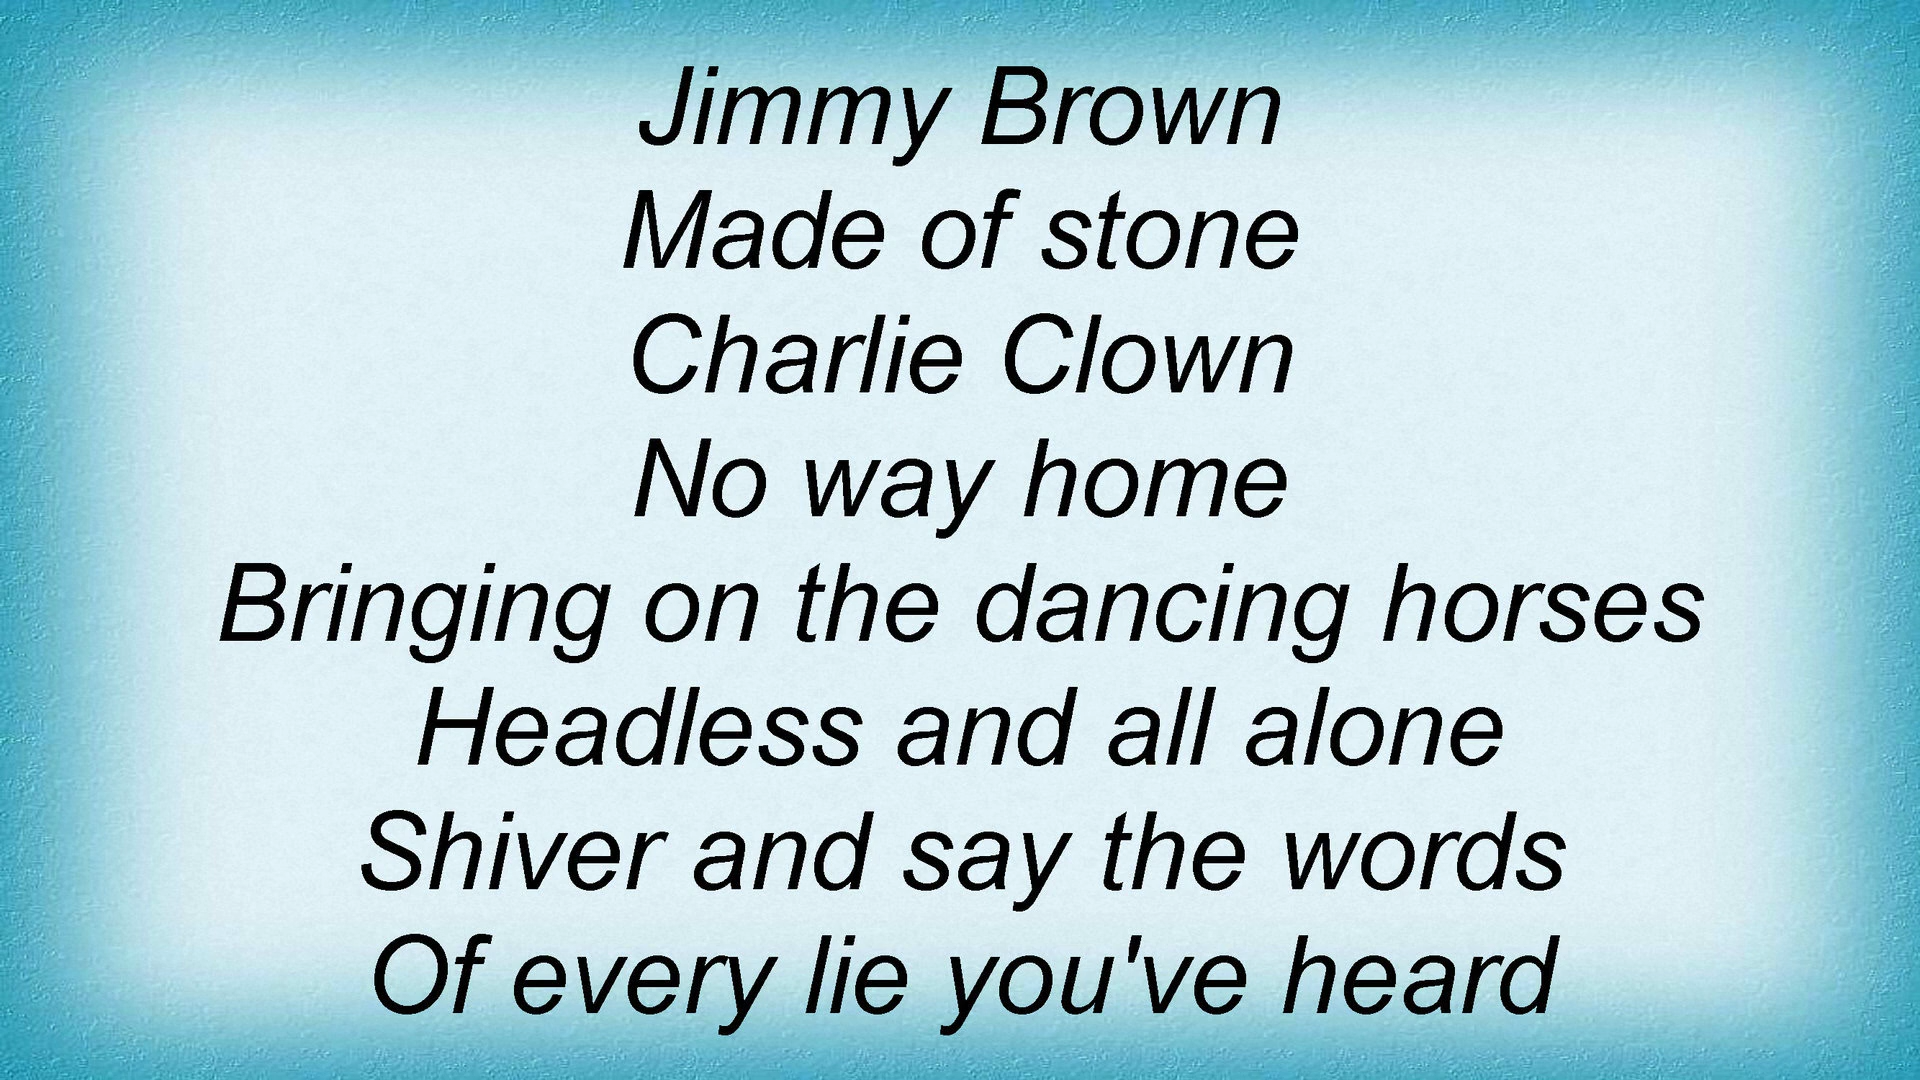 Jimmy Brown
Made of stone
Charlie Clown
No way home
Bringing on the dancing horses
Headless and all alone
Shiver and say the words
Of every lie you've heard